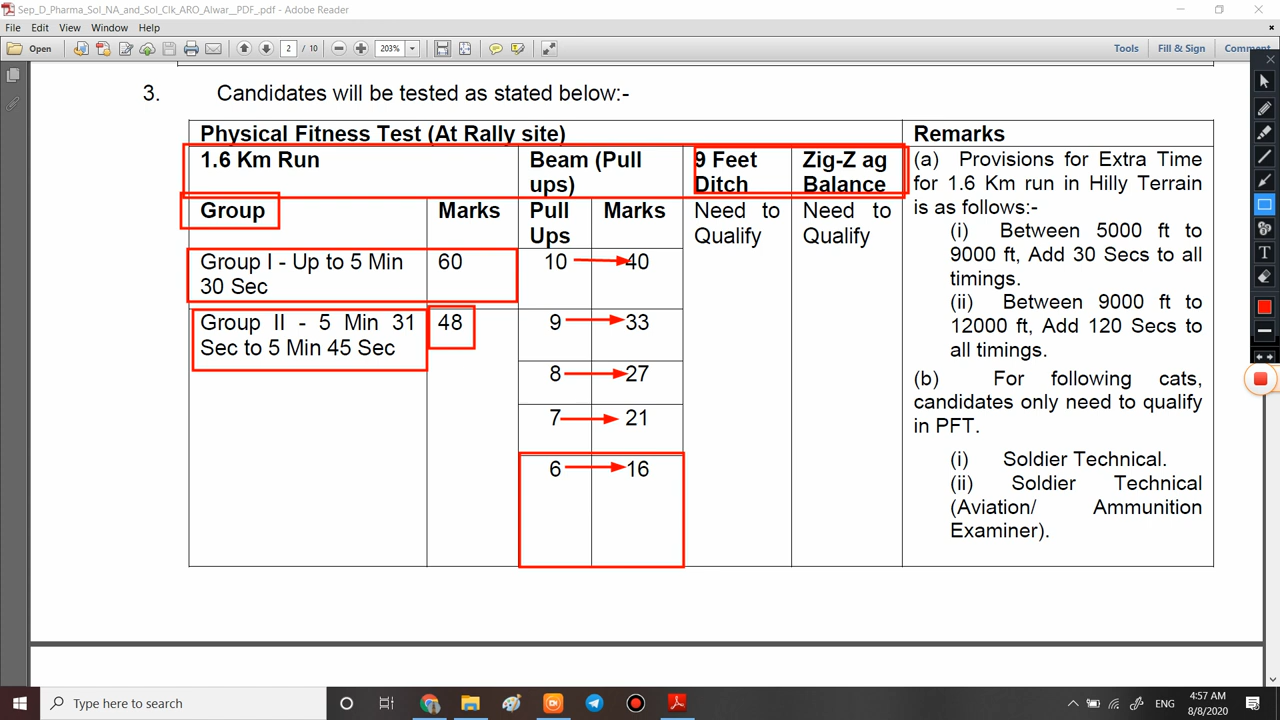 Sep_D_Pharma_Sol_NA_and_Sol_Clk_ARO_Alwar__PDF_.pdf - Adobe Reader
File Edit View Window Help
Open 2 / 10 203% Tools Fill & Sign Comment
3. Candidates will be tested as stated below:-
Physical Fitness Test (At Rally site)
1.6 Km Run
Beam (Pull
ups)
9 Feet
Ditch
Zig-Z ag
Balance
Group
Marks
Pull
Ups
Marks
Need to
Qualify
Need to
Qualify
Group I - Up to 5 Min
30 Sec
60
10 40
Group II - 5 Min 31
Sec to 5 Min 45 Sec
48
9 33
8 27
7 21
6 16
Remarks
(a) Provisions for Extra Time
for 1.6 Km run in Hilly Terrain
is as follows:-
(i) Between 5000 ft to
9000 ft, Add 30 Secs to all
timings.
(ii) Between 9000 ft to
12000 ft, Add 120 Secs to
all timings.
(b) For following cats,
candidates only need to qualify
in PFT.
(i) Soldier Technical.
(ii) Soldier Technical
(Aviation/ Ammunition
Examiner).
T
Type here to search
ENG
4:57 AM
8/8/2020